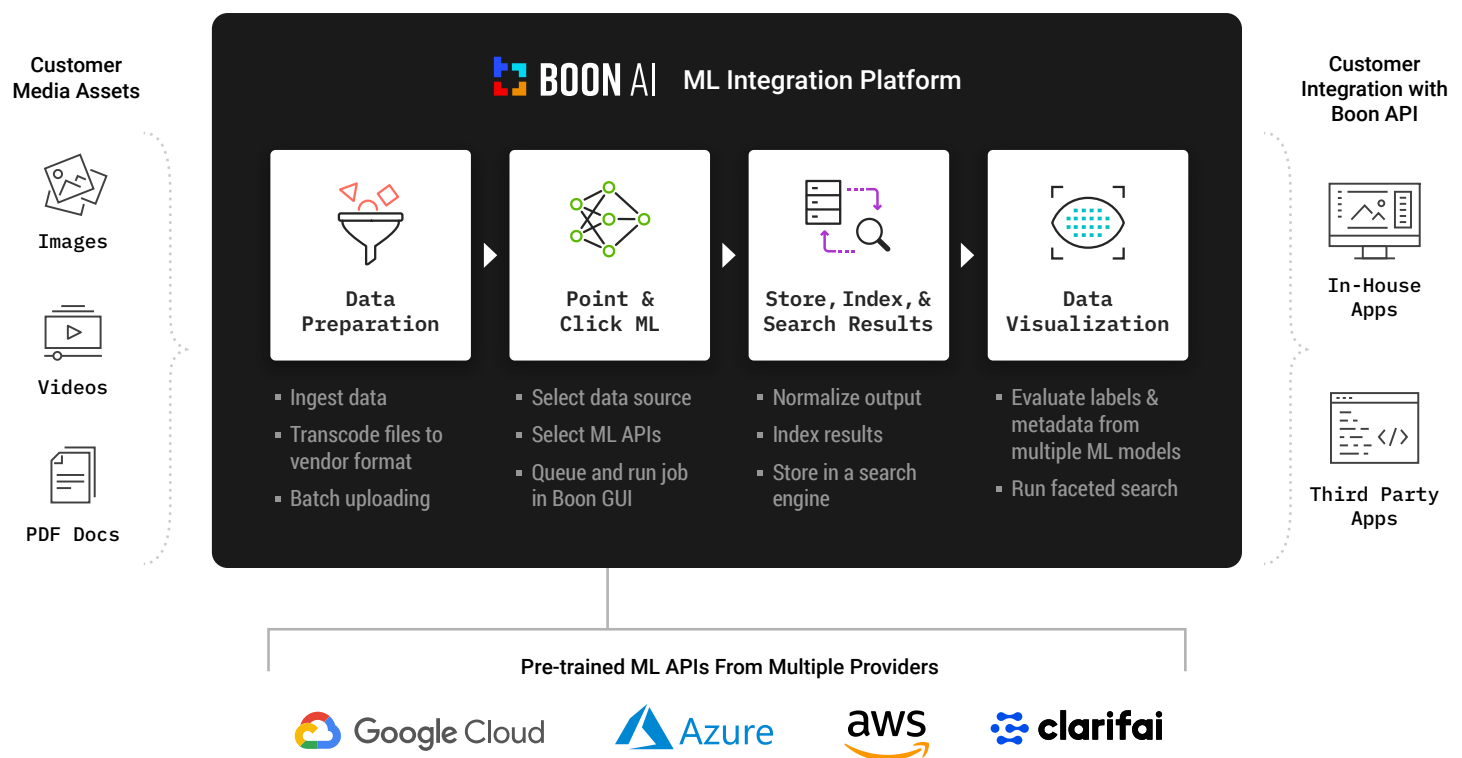 Customer
Media Assets
Images
Videos
PDF Docs
BOON AI ML Integration Platform
Data
Preparation
Ingest data
Transcode files to
vendor format
Batch uploading
Point &
Click ML
Select data source
Select ML APIs
Queue and run job
in Boon GUI
Store, Index, &
Search Results
Normalize output
Index results
Store in a search
engine
Data
Visualization
Evaluate labels &
metadata from
multiple ML models
Run faceted search
Customer
Integration with
Boon API
In-House
Apps
</>
Third Party
Apps
Pre-trained ML APIs From Multiple Providers
Google Cloud
Azure
aws
clarifai